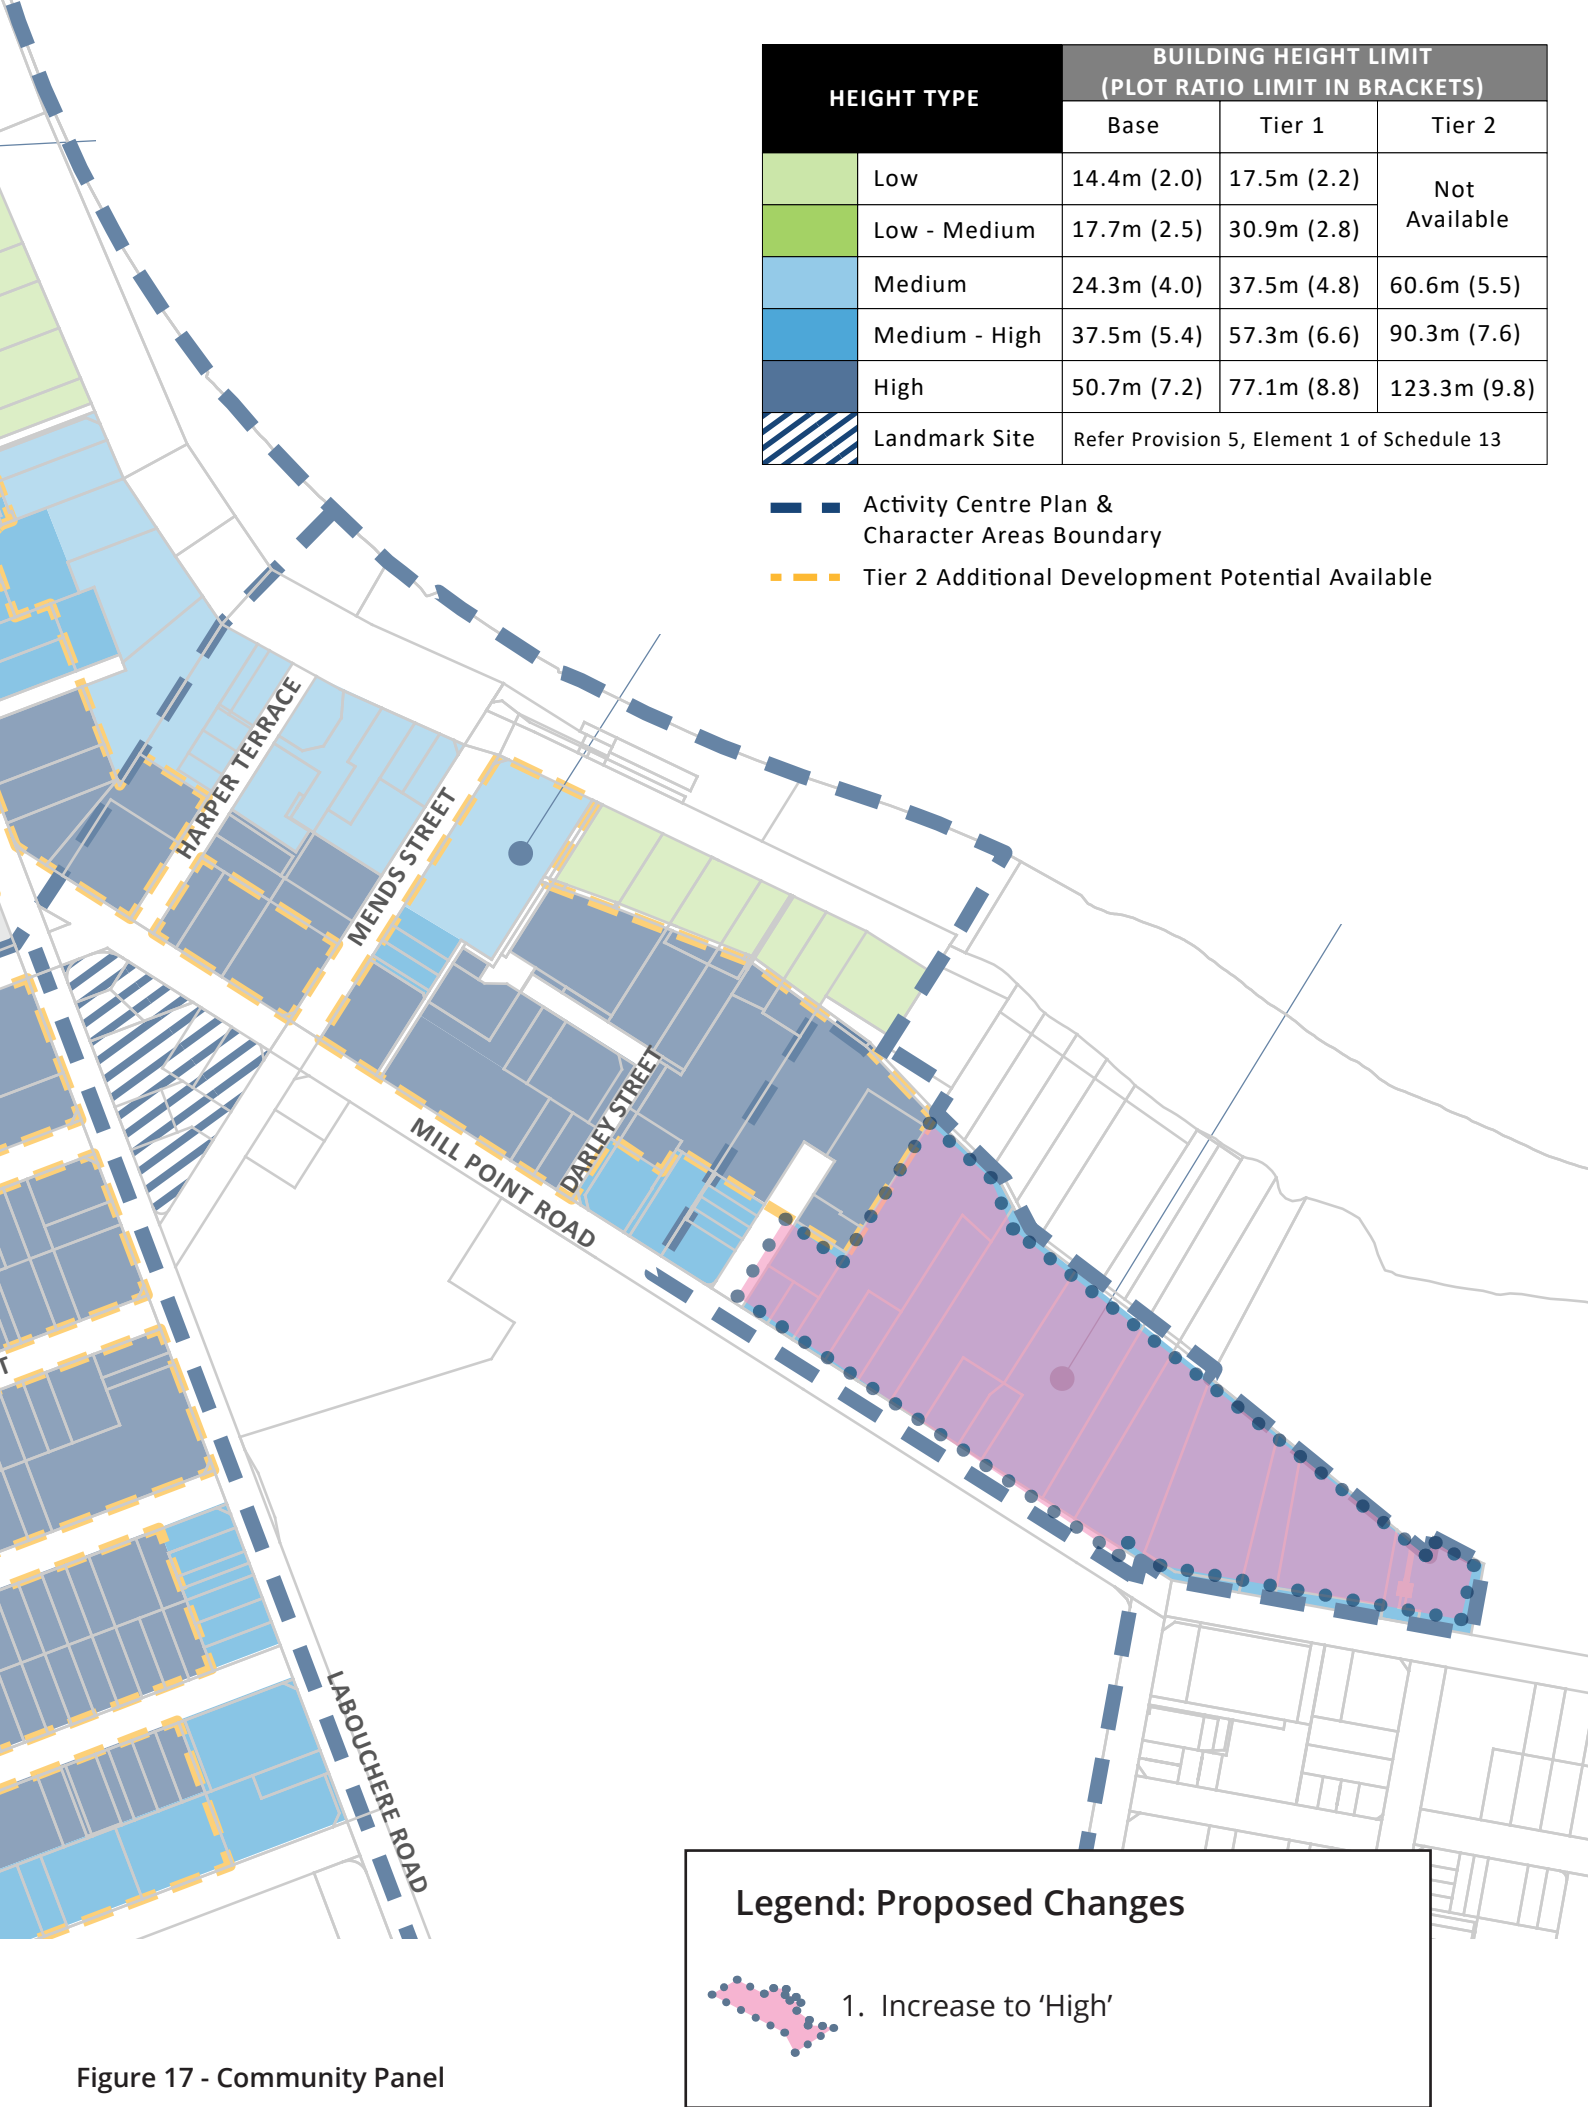 HEIGHT TYPE
BUILDING HEIGHT LIMIT
(PLOT RATIO LIMIT IN BRACKETS)
Base Tier 1 Tier 2
Low 14.4m (2.0) 17.5m (2.2)
Not
Available
Low - Medium 17.7m (2.5) 30.9m (2.8)
Medium 24.3m (4.0) 37.5m (4.8) 60.6m (5.5)
Medium - High 37.5m (5.4) 57.3m (6.6) 90.3m (7.6)
High 50.7m (7.2) 77.1m (8.8) 123.3m (9.8)
Landmark Site Refer Provision 5, Element 1 of Schedule 13
Activity Centre Plan &
Character Areas Boundary
Tier 2 Additional Development Potential Available
HARPER TERRACE
MENDS STREET
DARLEY STREET
MILL POINT ROAD
T
LABOUCHERE ROAD
Legend: Proposed Changes
1. Increase to ‘High’
Figure 17 - Community Panel